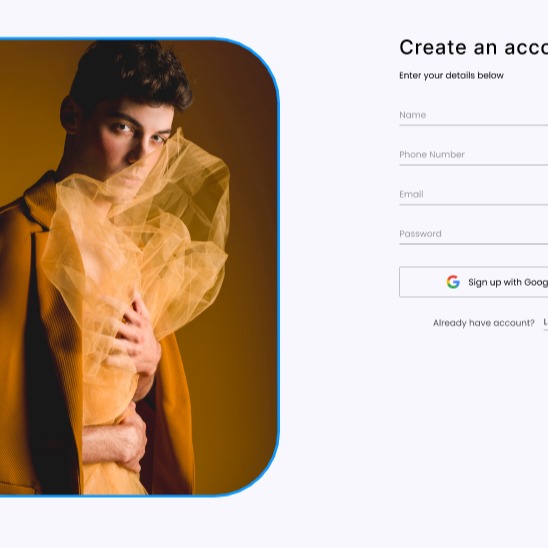 Create an acco
Enter your details below
Name
Phone Number
Email
Password
Sign up with Goog
Already have account?